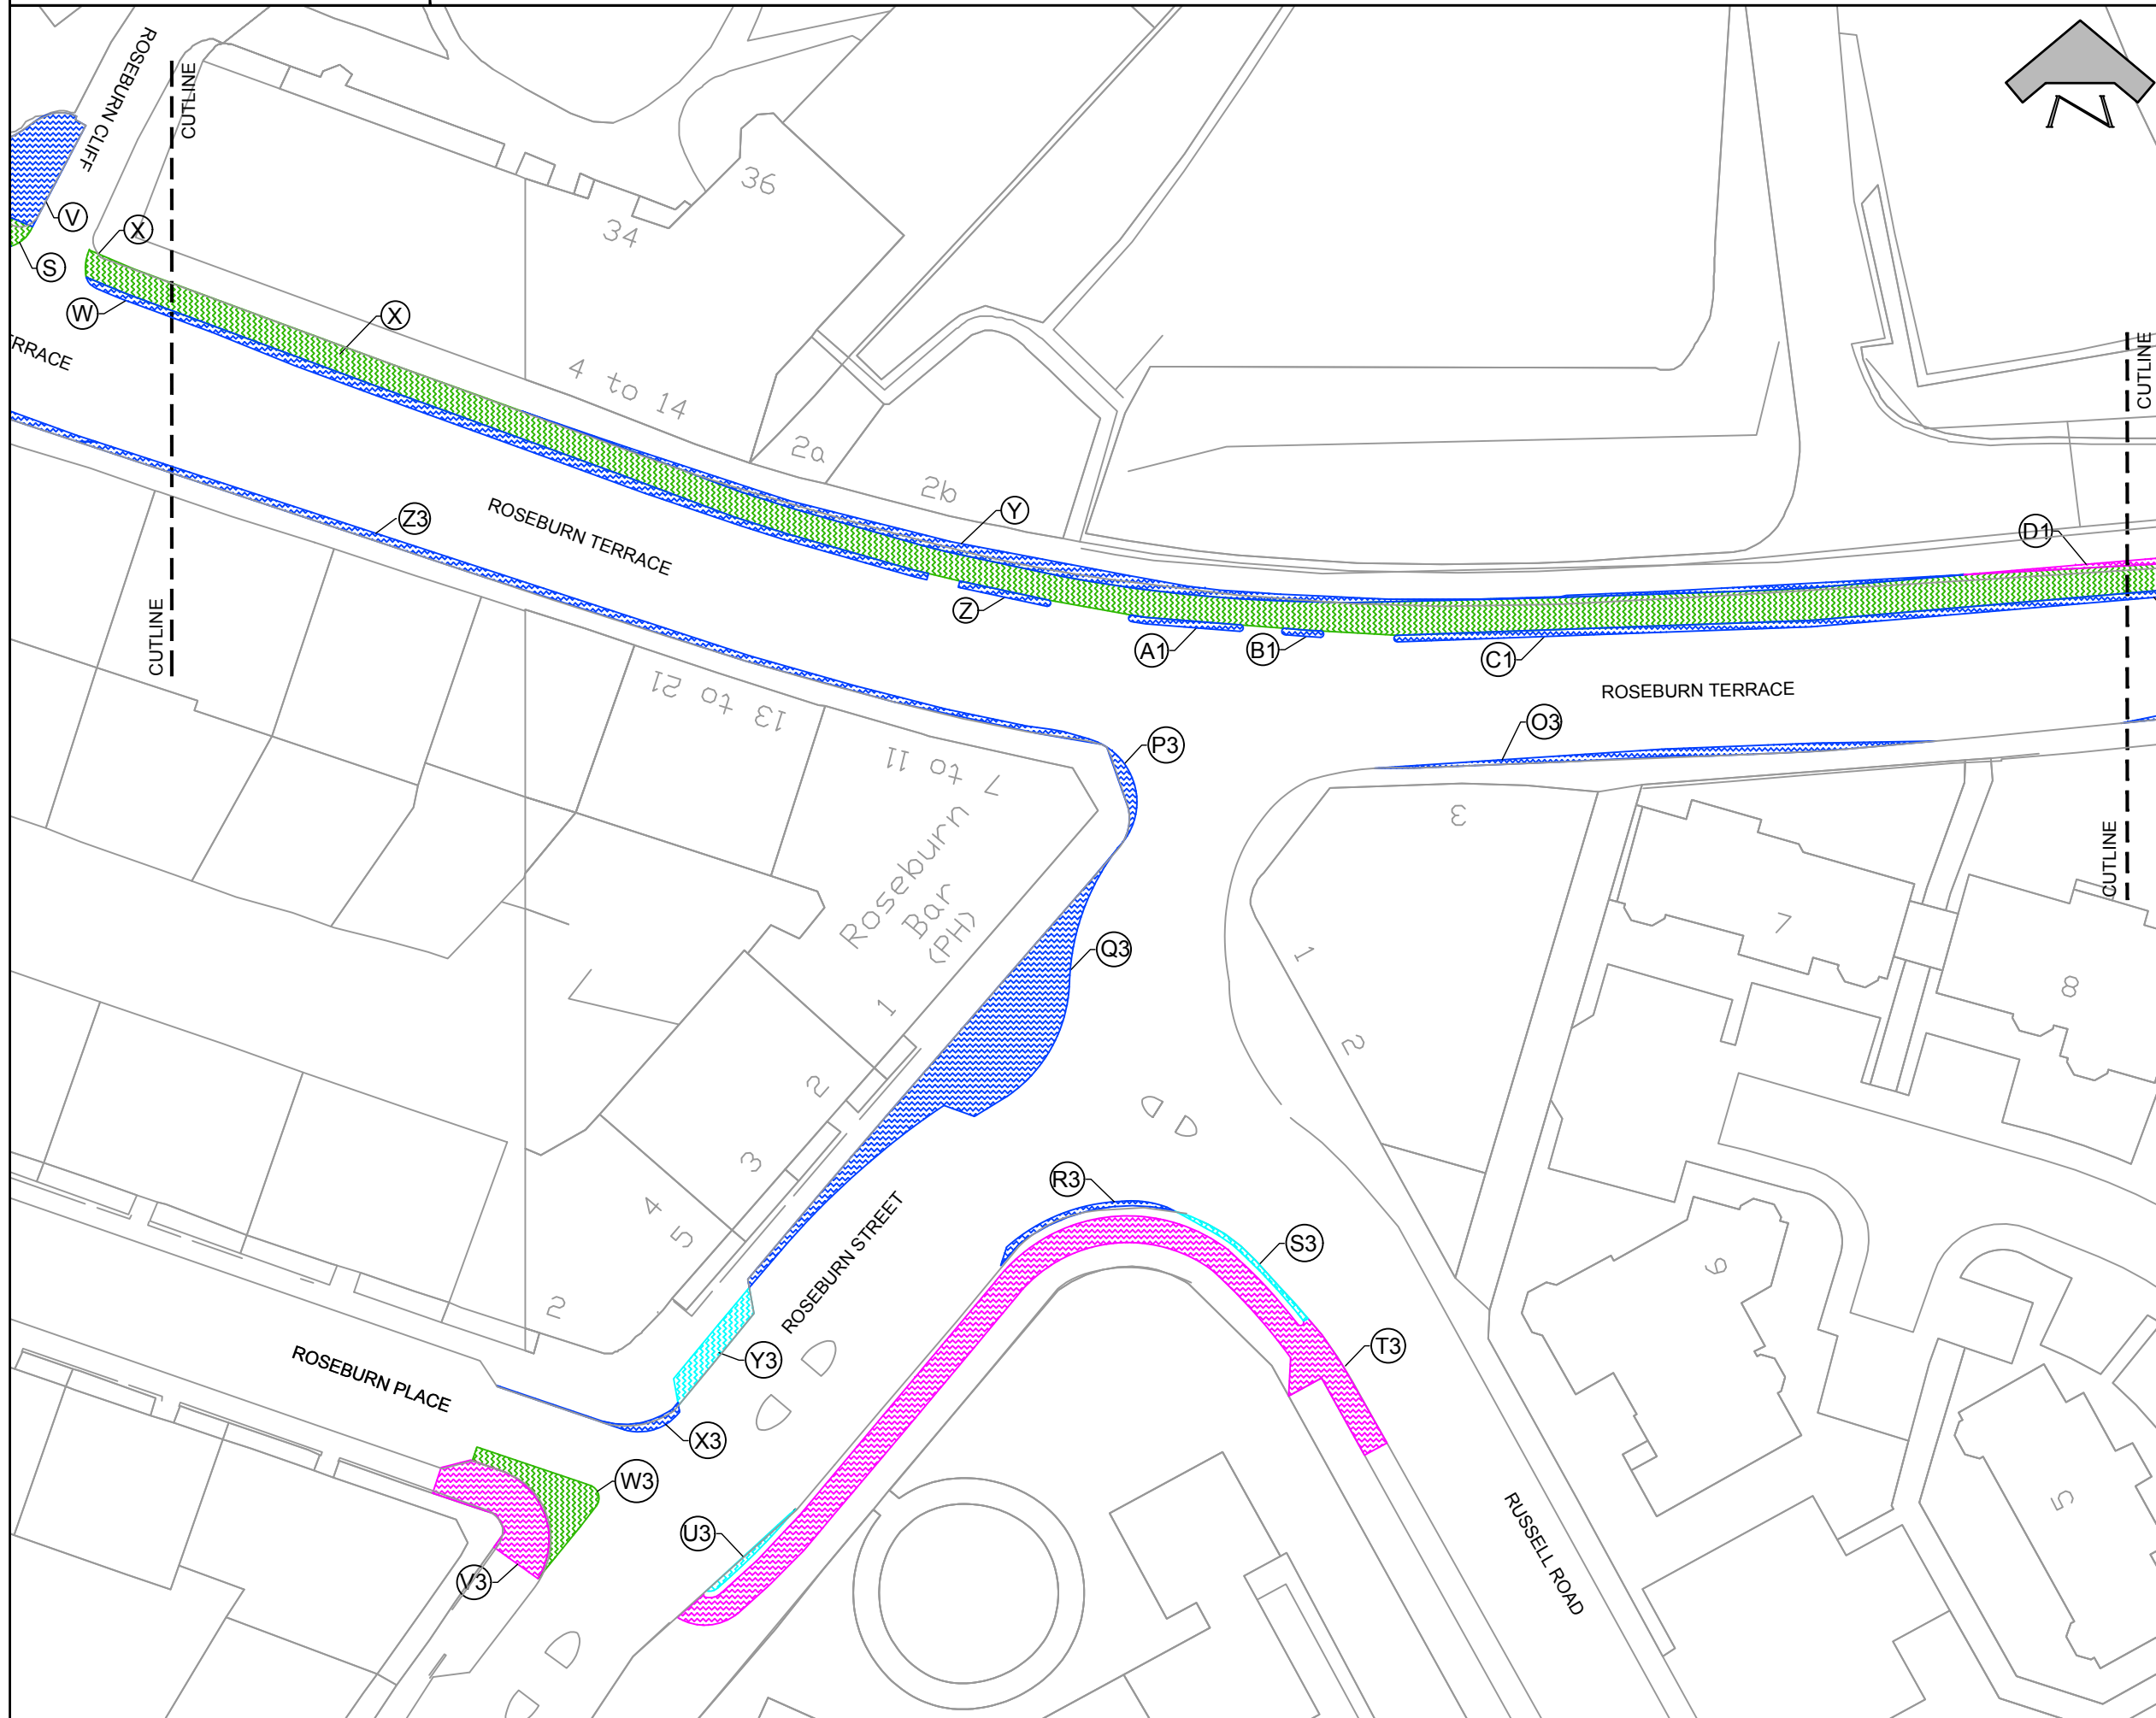 ROSEBURN CLIFF
CUTLINE
N
36
34
V
X
S
W
X
CUTLINE
4 to 14
2a
2b
Y
Z3
ROSEBURN TERRACE
D1
Z
A1
B1
C1
CUTLINE
ROSEBURN TERRACE
13 to 21
7 to 11
P3
O3
3
Roseburn
Bar
(PH)
CUTLINE
7
8
Q3
1
2
1
2
3
4
5
R3
S3
6
2
ROSEBURN STREET
Y3
T3
ROSEBURN PLACE
X3
W3
U3
V3
5
RUSSELL ROAD